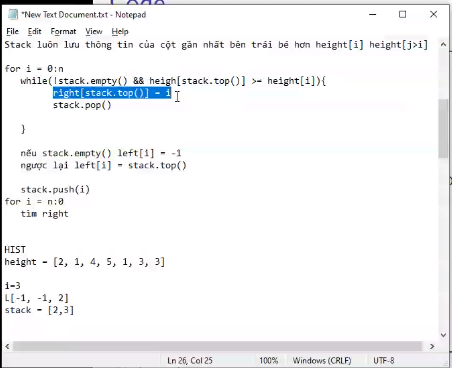 Code
*New Text Document.txt - Notepad
File Edit Format View Help
Stack luôn lưu thông tin của cột gần nhất bên trái bé hơn height[i] height[j>i]
for i = 0:n
while(!stack.empty() && heigh[stack.top()] >= height[i]){
right[stack.top()] = i
stack.pop()
}
nếu stack.empty() left[i] = -1
ngược lại left[i] = stack.top()
stack.push(i)
for i = n:0
tìm right
HIST
height = [2, 1, 4, 5, 1, 3, 3]
i=3
L[-1, -1, 2]
stack = [2,3]
Ln 26, Col 25 100% Windows (CRLF) UTF-8